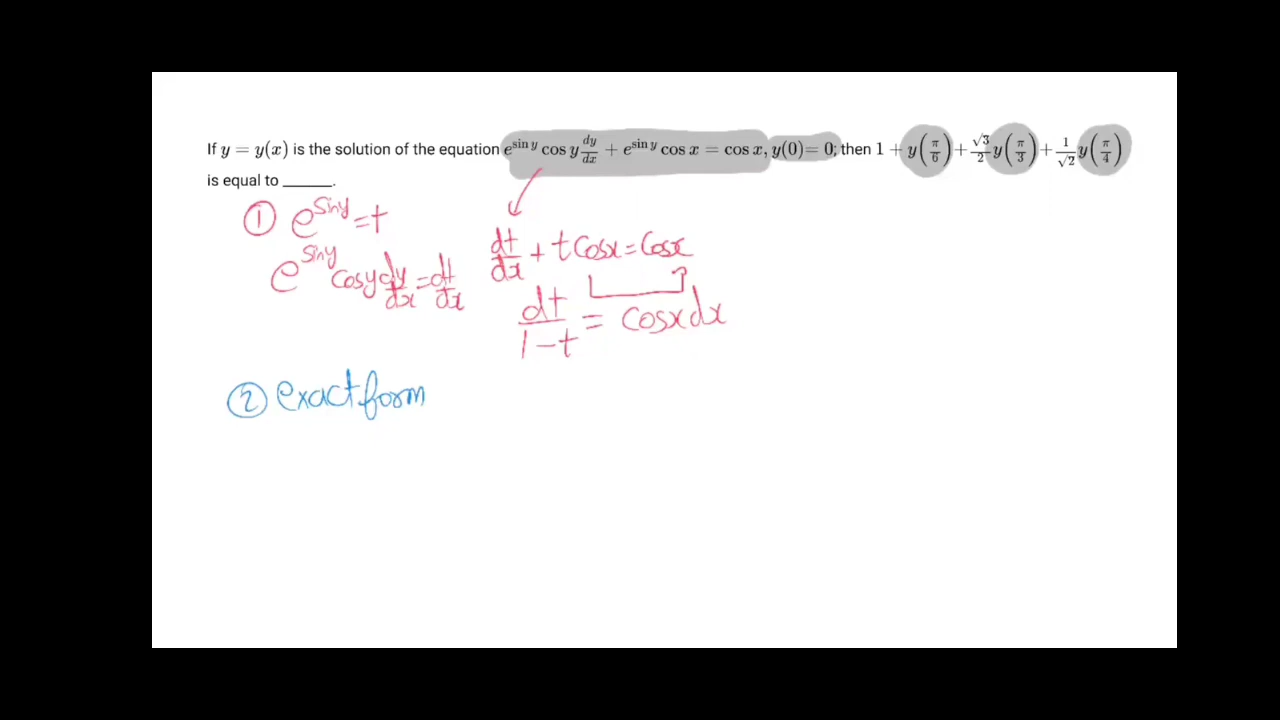 If y = y(x) is the solution of the equation e^{sin y} cos y dy/dx + e^{sin y} cos x = cos x, y(0)= 0; then 1 + y(π/6) + √3/2 y(π/3) + 1/√2 y(π/4)
is equal to ______.
① e^{Siny} = t
e^{Siny} Cosy dy/dx = dt/dx
dt/dx + t Cosx = Cosx
dt/1-t = Cosx dx
② exact form